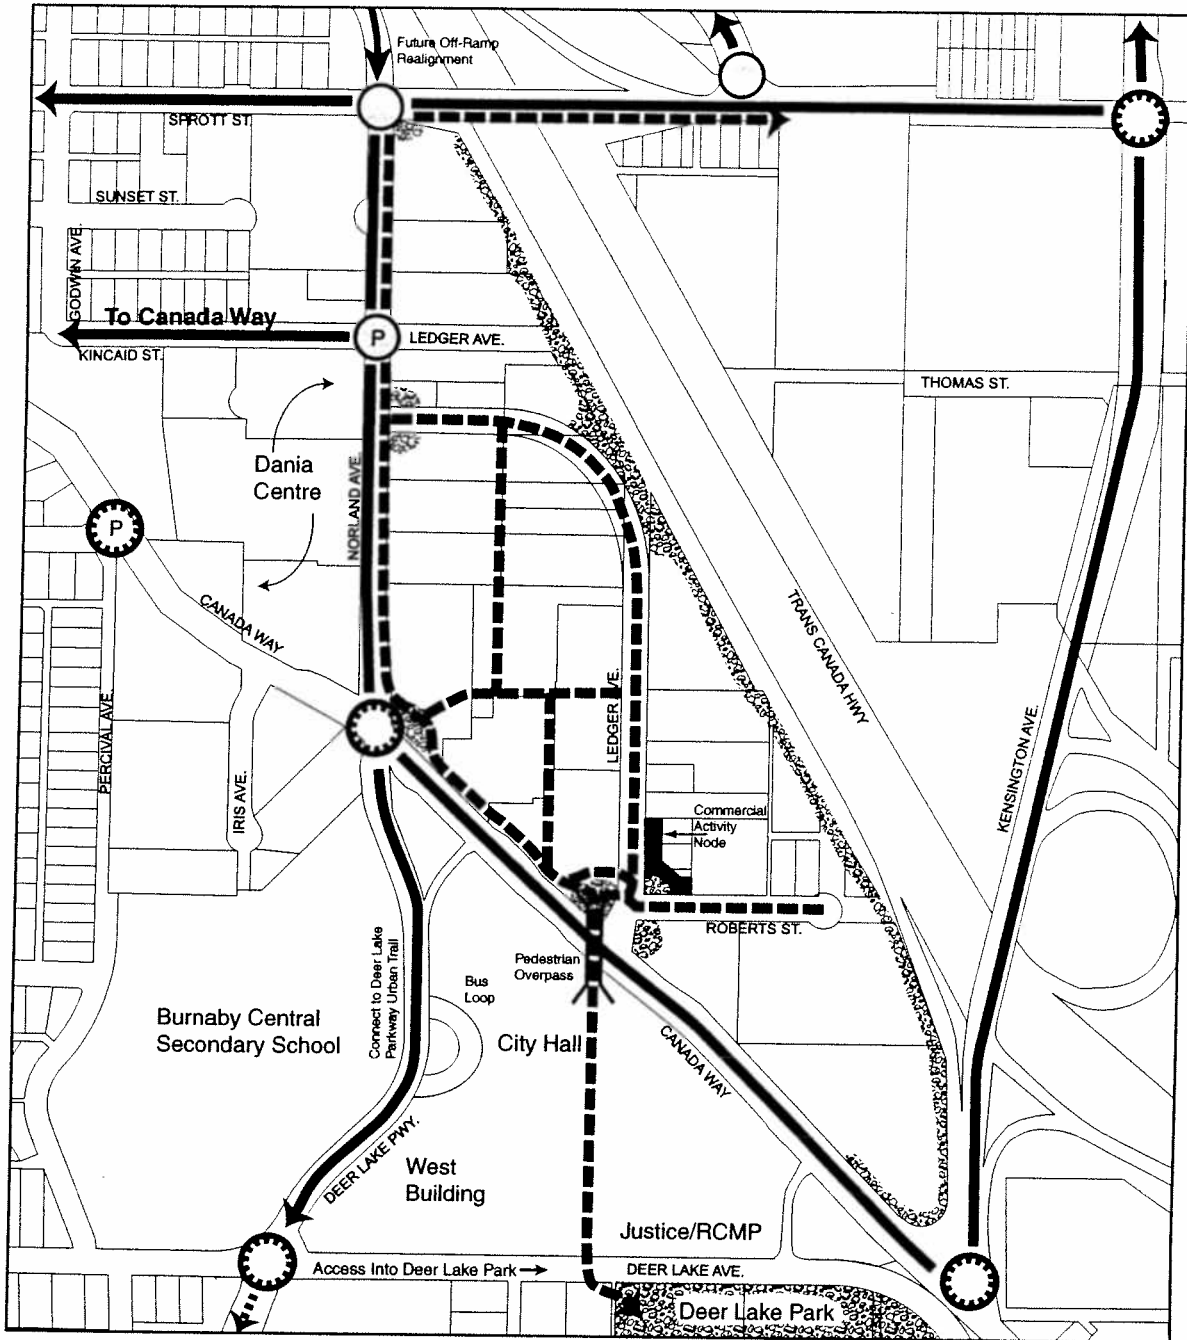 Future Off-Ramp
Realignment
SPROTT ST.
SUNSET ST.
GODWIN AVE.
To Canada Way
P
LEDGER AVE.
KINCAID ST.
THOMAS ST.
Dania
Centre
NORLAND AVE.
P
CANADA WAY
TRANS CANADA HWY
PERCIVAL AVE.
IRIS AVE.
LEDGER AVE.
KENSINGTON AVE.
Commercial
Activity
Node
ROBERTS ST.
Pedestrian
Overpass
Bus
Loop
Connect to Deer Lake
Parkway Urban Trail
Burnaby Central
Secondary School
City Hall
CANADA WAY
DEER LAKE PWY.
West
Building
Justice/RCMP
Access Into Deer Lake Park
DEER LAKE AVE.
Deer Lake Park